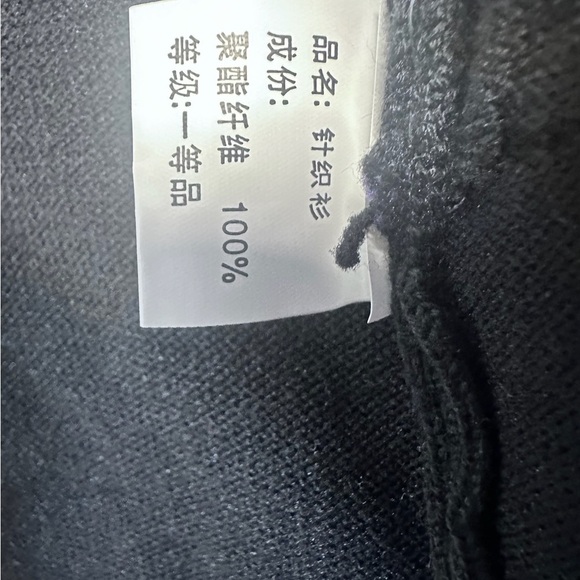 品名: 针织衫
成份:
聚酯纤维 100%
等级:一等品